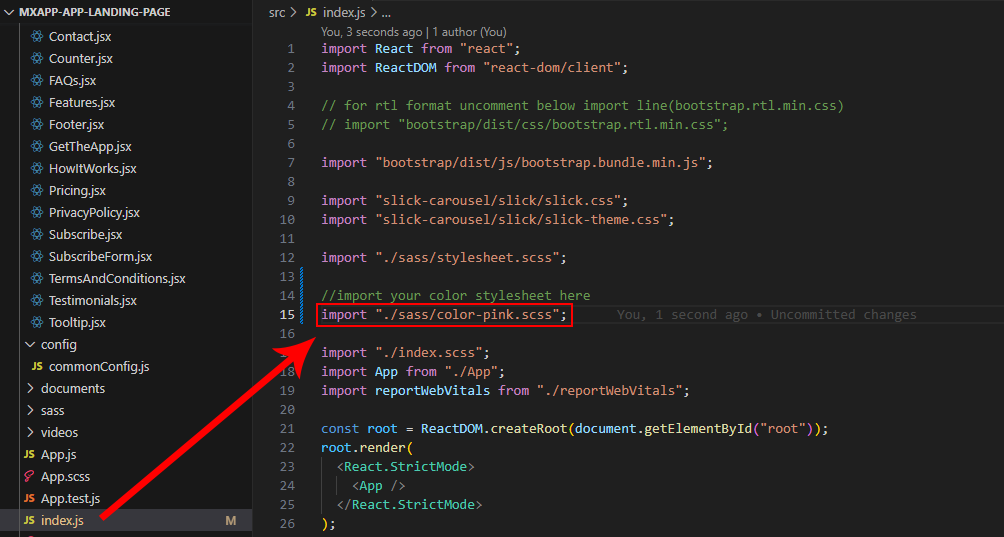 MXAPP-APP-LANDING-PAGE
Contact.jsx
Counter.jsx
FAQs.jsx
Features.jsx
Footer.jsx
GetTheApp.jsx
HowItWorks.jsx
Pricing.jsx
PrivacyPolicy.jsx
Subscribe.jsx
SubscribeForm.jsx
TermsAndConditions.jsx
Testimonials.jsx
Tooltip.jsx
config
JS commonConfig.js
documents
sass
videos
JS App.js
App.scss
JS App.test.js
JS index.js M
src > JS index.js > ...
You, 3 seconds ago | 1 author (You)
1 import React from "react";
2 import ReactDOM from "react-dom/client";
3
4 // for rtl format uncomment below import line(bootstrap.rtl.min.css)
5 // import "bootstrap/dist/css/bootstrap.rtl.min.css";
6
7 import "bootstrap/dist/js/bootstrap.bundle.min.js";
8
9 import "slick-carousel/slick/slick.css";
10 import "slick-carousel/slick/slick-theme.css";
11
12 import "./sass/stylesheet.scss";
13
14 //import your color stylesheet here
15 import "./sass/color-pink.scss"; You, 1 second ago • Uncommitted changes
16
import "./index.scss";
18 import App from "./App";
19 import reportWebVitals from "./reportWebVitals";
20
21 const root = ReactDOM.createRoot(document.getElementById("root"));
22 root.render(
23 <React.StrictMode>
24 <App />
25 </React.StrictMode>
26 );